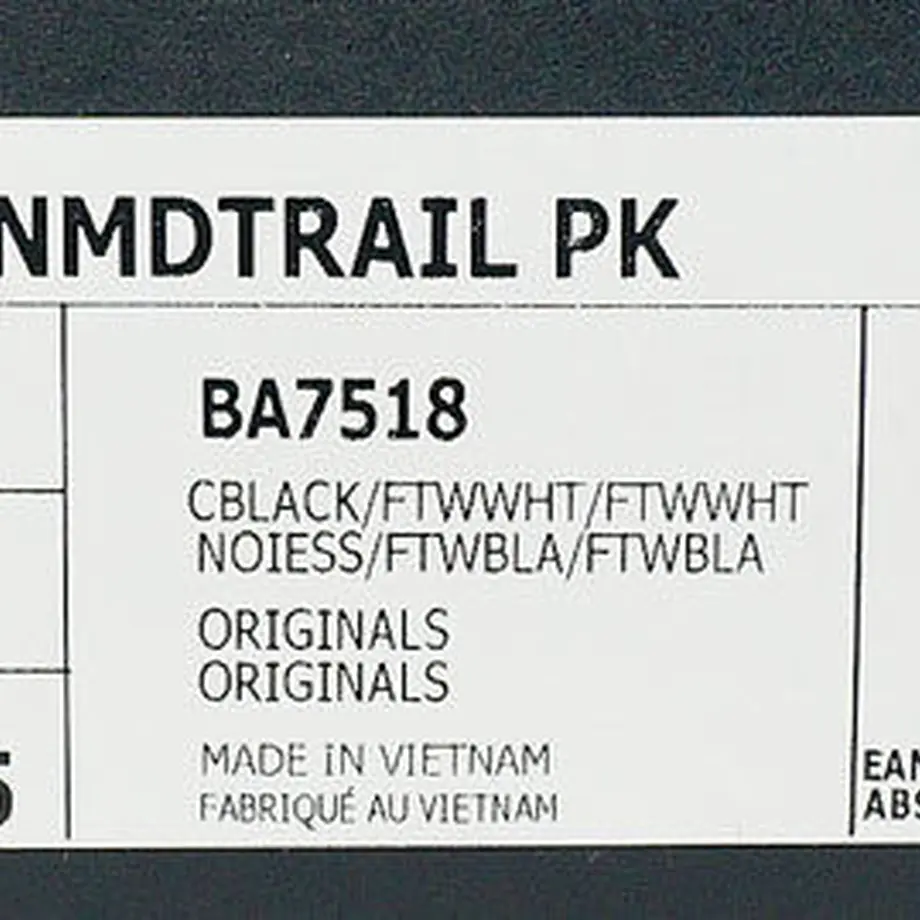 NMDTRAIL PK
BA7518
CBLACK/FTWWHT/FTWWHT
NOIESS/FTWBLA/FTWBLA
ORIGINALS
ORIGINALS
MADE IN VIETNAM
FABRIQUÉ AU VIETNAM
EAN
ABS